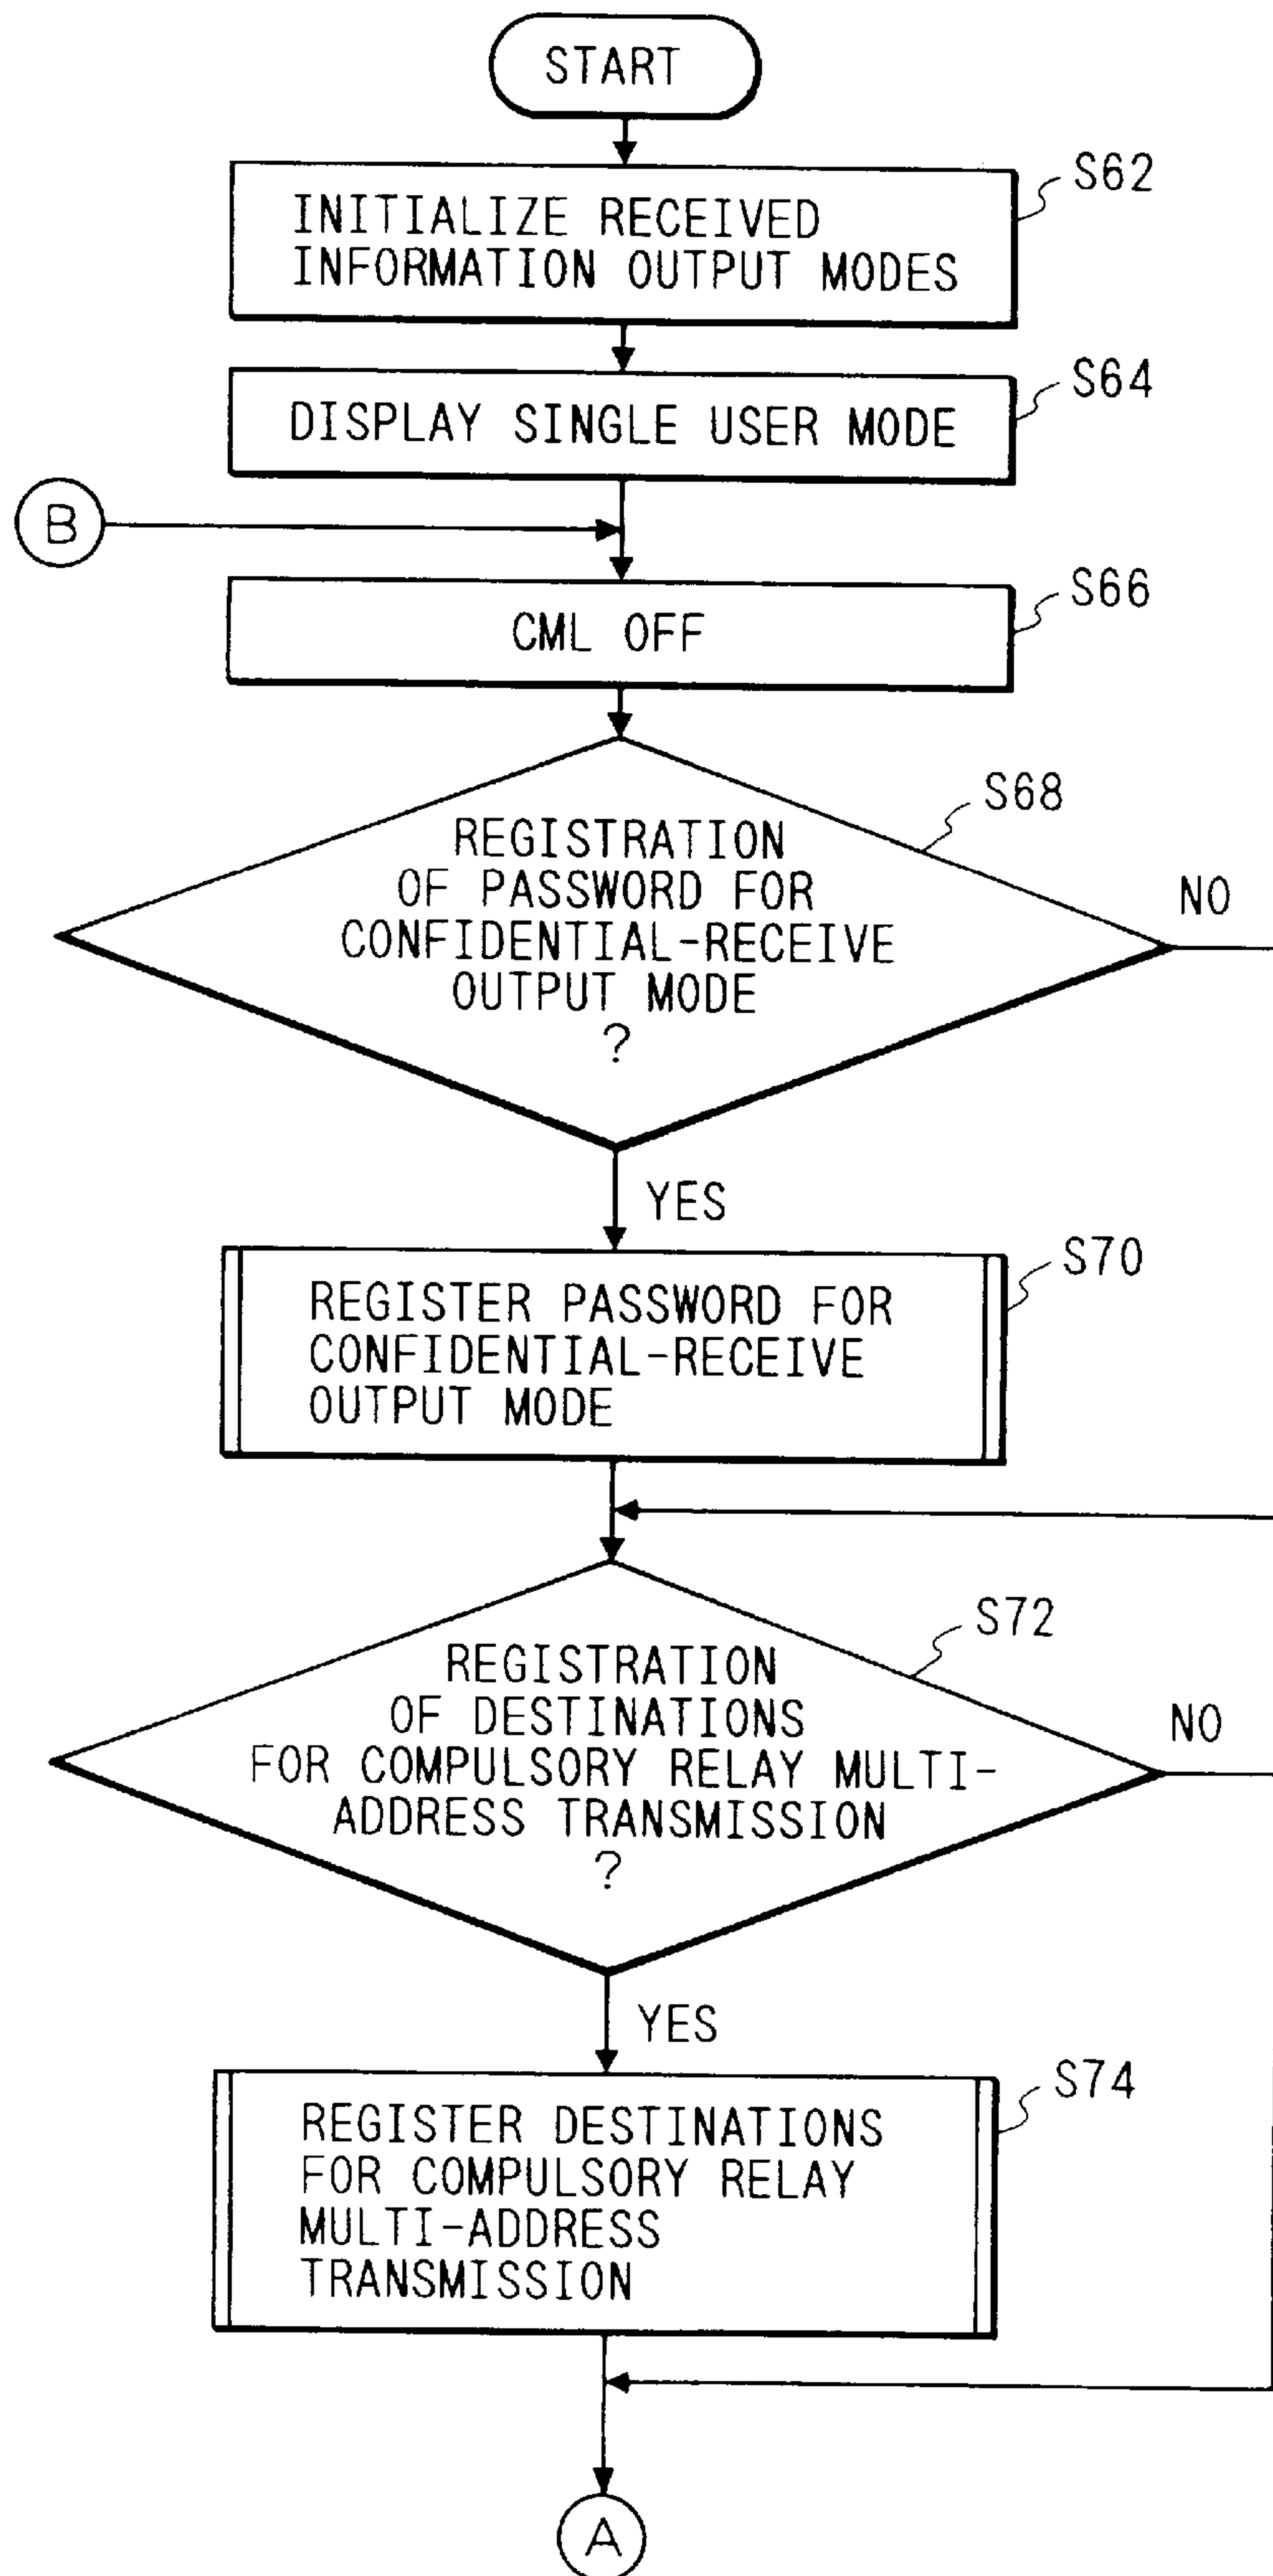 START
S62
INITIALIZE RECEIVED
INFORMATION OUTPUT MODES
S64
DISPLAY SINGLE USER MODE
B
S66
CML OFF
S68
REGISTRATION
OF PASSWORD FOR
CONFIDENTIAL-RECEIVE
OUTPUT MODE
?
NO
YES
S70
REGISTER PASSWORD FOR
CONFIDENTIAL-RECEIVE
OUTPUT MODE
S72
REGISTRATION
OF DESTINATIONS
FOR COMPULSORY RELAY MULTI-
ADDRESS TRANSMISSION
?
NO
YES
S74
REGISTER DESTINATIONS
FOR COMPULSORY RELAY
MULTI-ADDRESS
TRANSMISSION
A